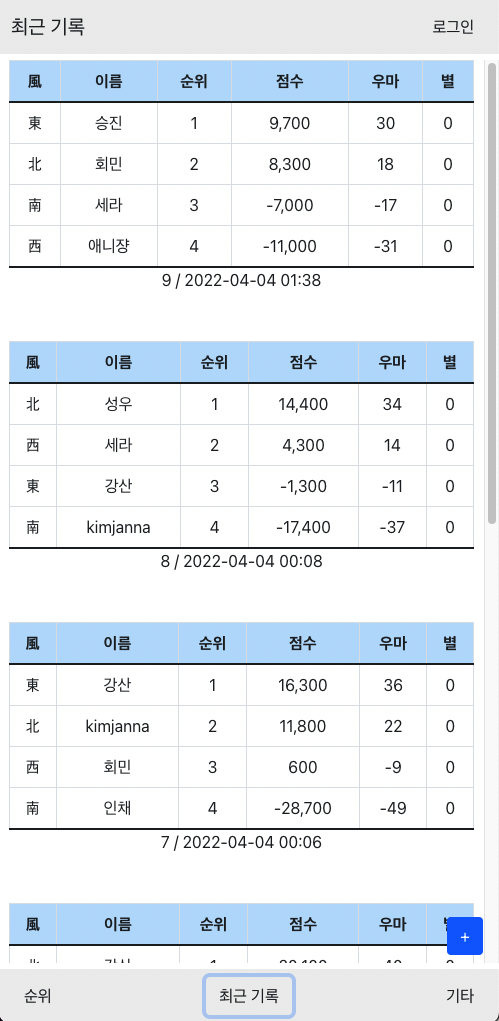 최근 기록 로그인
風 이름 순위 점수 우마 별
東 승진 1 9,700 30 0
北 회민 2 8,300 18 0
南 세라 3 -7,000 -17 0
西 애니쟝 4 -11,000 -31 0
9 / 2022-04-04 01:38
風 이름 순위 점수 우마 별
北 성우 1 14,400 34 0
西 세라 2 4,300 14 0
東 강산 3 -1,300 -11 0
南 kimjanna 4 -17,400 -37 0
8 / 2022-04-04 00:08
風 이름 순위 점수 우마 별
東 강산 1 16,300 36 0
北 kimjanna 2 11,800 22 0
西 회민 3 600 -9 0
南 인채 4 -28,700 -49 0
7 / 2022-04-04 00:06
風 이름 순위 점수 우마
+
순위 최근 기록 기타